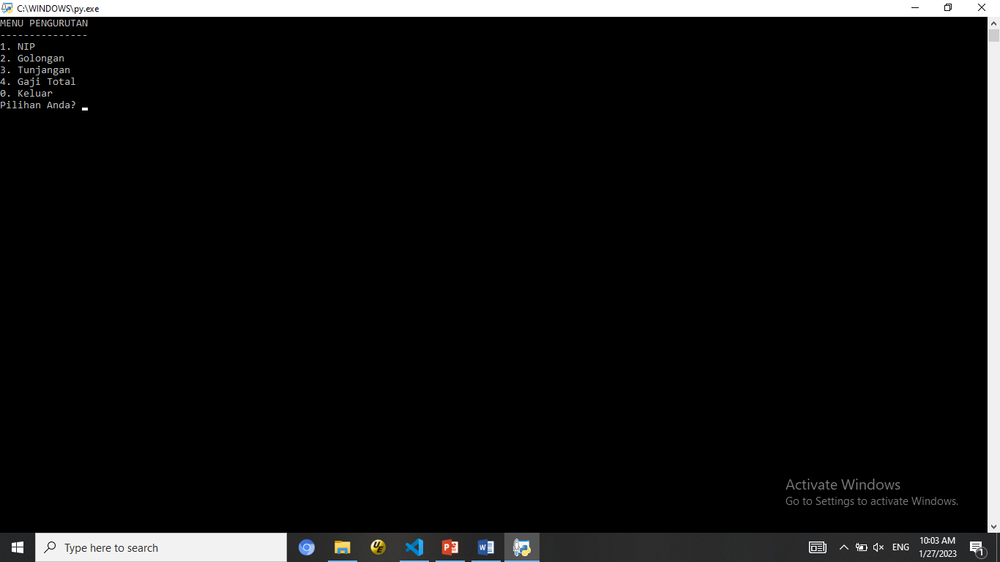 C:\WINDOWS\py.exe
MENU PENGURUTAN
---------------
1. NIP
2. Golongan
3. Tunjangan
4. Gaji Total
0. Keluar
Pilihan Anda?
Activate Windows
Go to Settings to activate Windows.
Type here to search
ENG
10:03 AM
1/27/2023
1